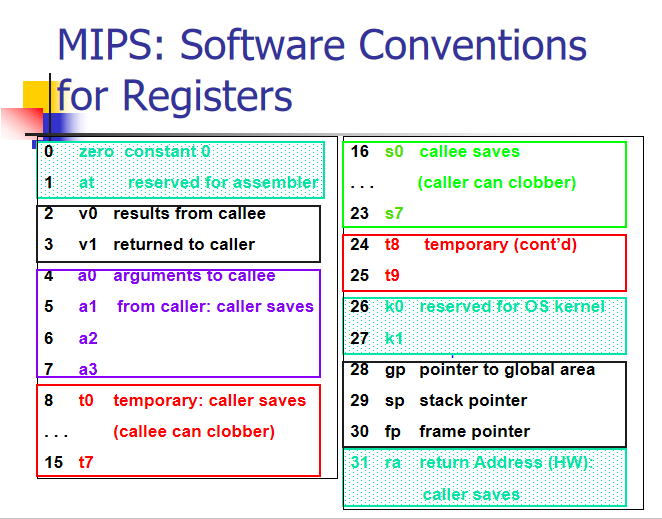 MIPS: Software Conventions
for Registers
0 zero constant 0
1 at reserved for assembler
2 v0 results from callee
3 v1 returned to caller
4 a0 arguments to callee
5 a1 from caller: caller saves
6 a2
7 a3
8 t0 temporary: caller saves
. . . (callee can clobber)
15 t7
16 s0 callee saves
. . . (caller can clobber)
23 s7
24 t8 temporary (cont’d)
25 t9
26 k0 reserved for OS kernel
27 k1
28 gp pointer to global area
29 sp stack pointer
30 fp frame pointer
31 ra return Address (HW):
caller saves